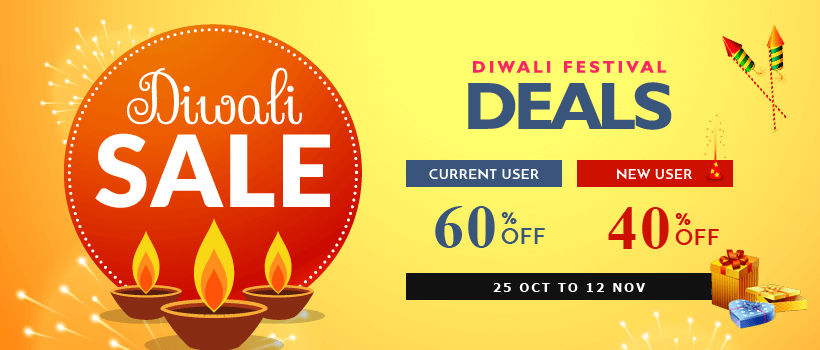 Diwali
SALE
DIWALI FESTIVAL
DEALS
CURRENT USER
60% OFF
NEW USER
40% OFF
25 OCT TO 12 NOV